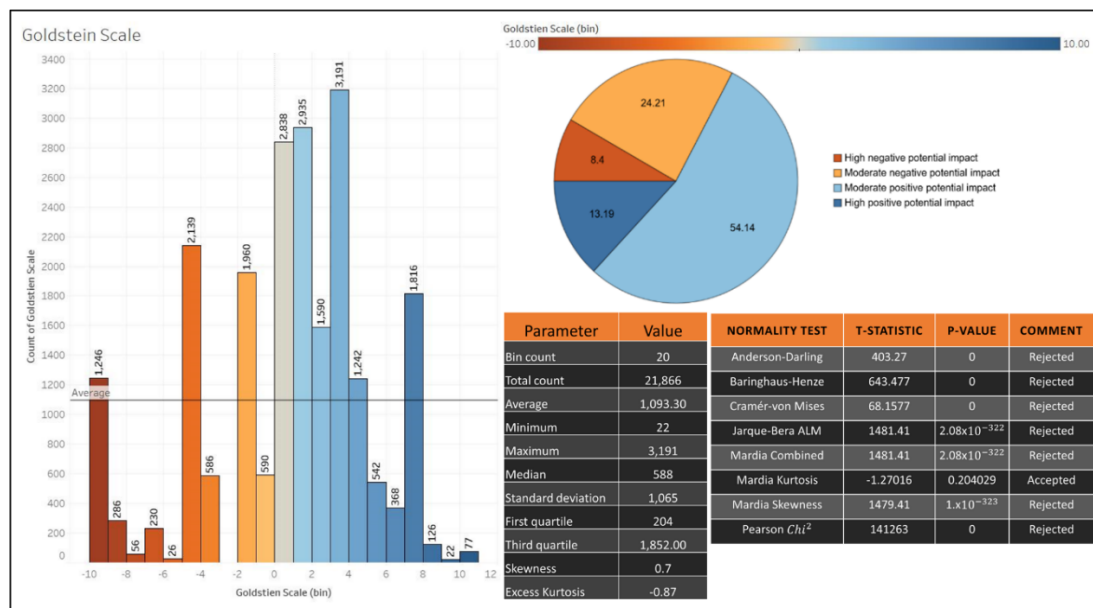 Goldstein Scale
Count of Goldstien Scale
3400
3200
3000
2800
2600
2400
2200
2000
1800
1600
1400
1200
1000
800
600
400
200
0
Average
1,246
286
56
230
26
2,139
586
1,960
590
2,838
2,935
1,590
3,191
1,242
542
368
1,816
126
22
77
-10 -8 -6 -4 -2 0 2 4 6 8 10 12
Goldstien Scale (bin)
Goldstien Scale (bin)
-10.00 10.00
24.21
8.4
13.19
54.14
High negative potential impact
Moderate negative potential impact
Moderate positive potential impact
High positive potential impact
Parameter Value
Bin count 20
Total count 21,866
Average 1,093.30
Minimum 22
Maximum 3,191
Median 588
Standard deviation 1,065
First quartile 204
Third quartile 1,852.00
Skewness 0.7
Excess Kurtosis -0.87
NORMALITY TEST T-STATISTIC P-VALUE COMMENT
Anderson-Darling 403.27 0 Rejected
Baringhaus-Henze 643.477 0 Rejected
Cramér-von Mises 68.1577 0 Rejected
Jarque-Bera ALM 1481.41 2.08x10⁻³²² Rejected
Mardia Combined 1481.41 2.08x10⁻³²² Rejected
Mardia Kurtosis -1.27016 0.204029 Accepted
Mardia Skewness 1479.41 1.x10⁻³²³ Rejected
Pearson Chi² 141263 0 Rejected